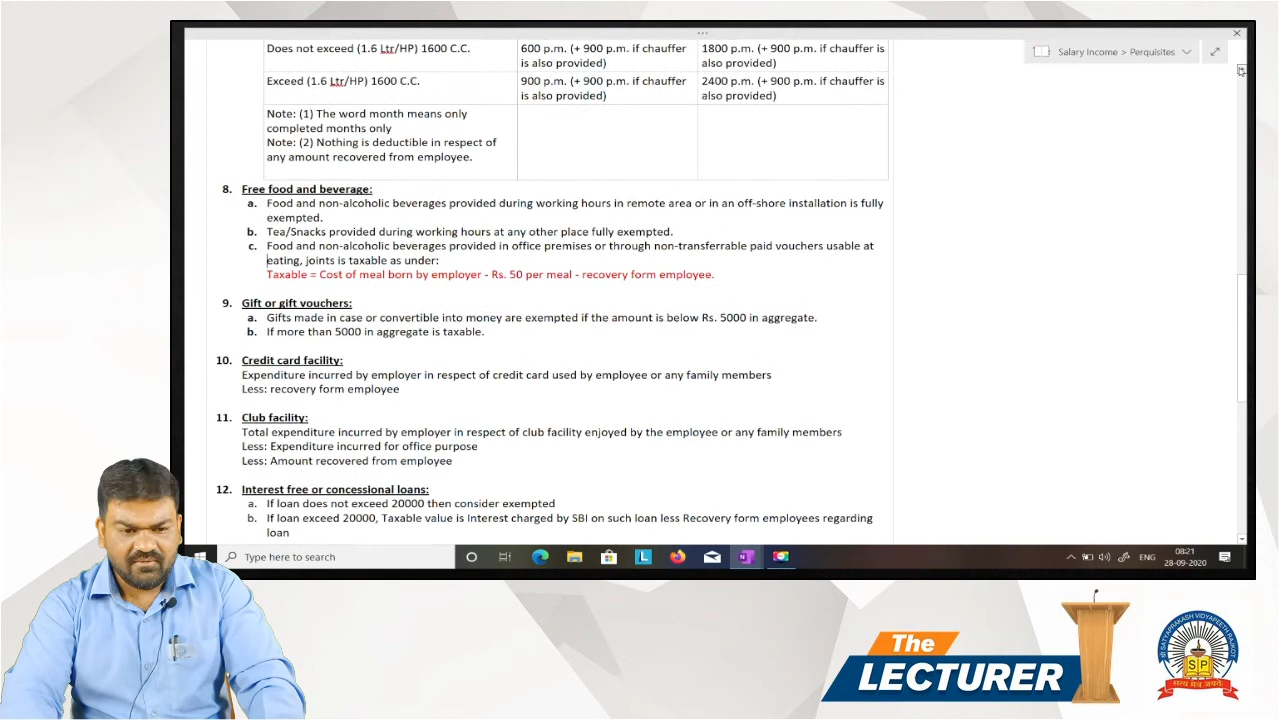 Salary Income > Perquisites
Does not exceed (1.6 Ltr/HP) 1600 C.C.
600 p.m. (+ 900 p.m. if chauffer
is also provided)
1800 p.m. (+ 900 p.m. if chauffer is
also provided)
Exceed (1.6 Ltr/HP) 1600 C.C.
900 p.m. (+ 900 p.m. if chauffer
is also provided)
2400 p.m. (+ 900 p.m. if chauffer is
also provided)
Note: (1) The word month means only
completed months only
Note: (2) Nothing is deductible in respect of
any amount recovered from employee.
8. Free food and beverage:
a. Food and non-alcoholic beverages provided during working hours in remote area or in an off-shore installation is fully
exempted.
b. Tea/Snacks provided during working hours at any other place fully exempted.
c. Food and non-alcoholic beverages provided in office premises or through non-transferrable paid vouchers usable at
eating, joints is taxable as under:
Taxable = Cost of meal born by employer - Rs. 50 per meal - recovery form employee.
9. Gift or gift vouchers:
a. Gifts made in case or convertible into money are exempted if the amount is below Rs. 5000 in aggregate.
b. If more than 5000 in aggregate is taxable.
10. Credit card facility:
Expenditure incurred by employer in respect of credit card used by employee or any family members
Less: recovery form employee
11. Club facility:
Total expenditure incurred by employer in respect of club facility enjoyed by the employee or any family members
Less: Expenditure incurred for office purpose
Less: Amount recovered from employee
12. Interest free or concessional loans:
a. If loan does not exceed 20000 then consider exempted
b. If loan exceed 20000, Taxable value is Interest charged by SBI on such loan less Recovery form employees regarding
loan
Type here to search
L
N
ENG
08:21
28-09-2020
The
LECTURER
SP
सत्य मेव जयते